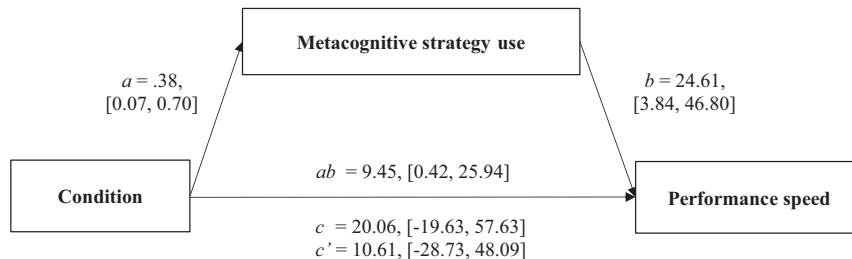 Metacognitive strategy use
a = .38,
[0.07, 0.70]
b = 24.61,
[3.84, 46.80]
Condition
ab = 9.45, [0.42, 25.94]
Performance speed
c = 20.06, [-19.63, 57.63]
c’ = 10.61, [-28.73, 48.09]